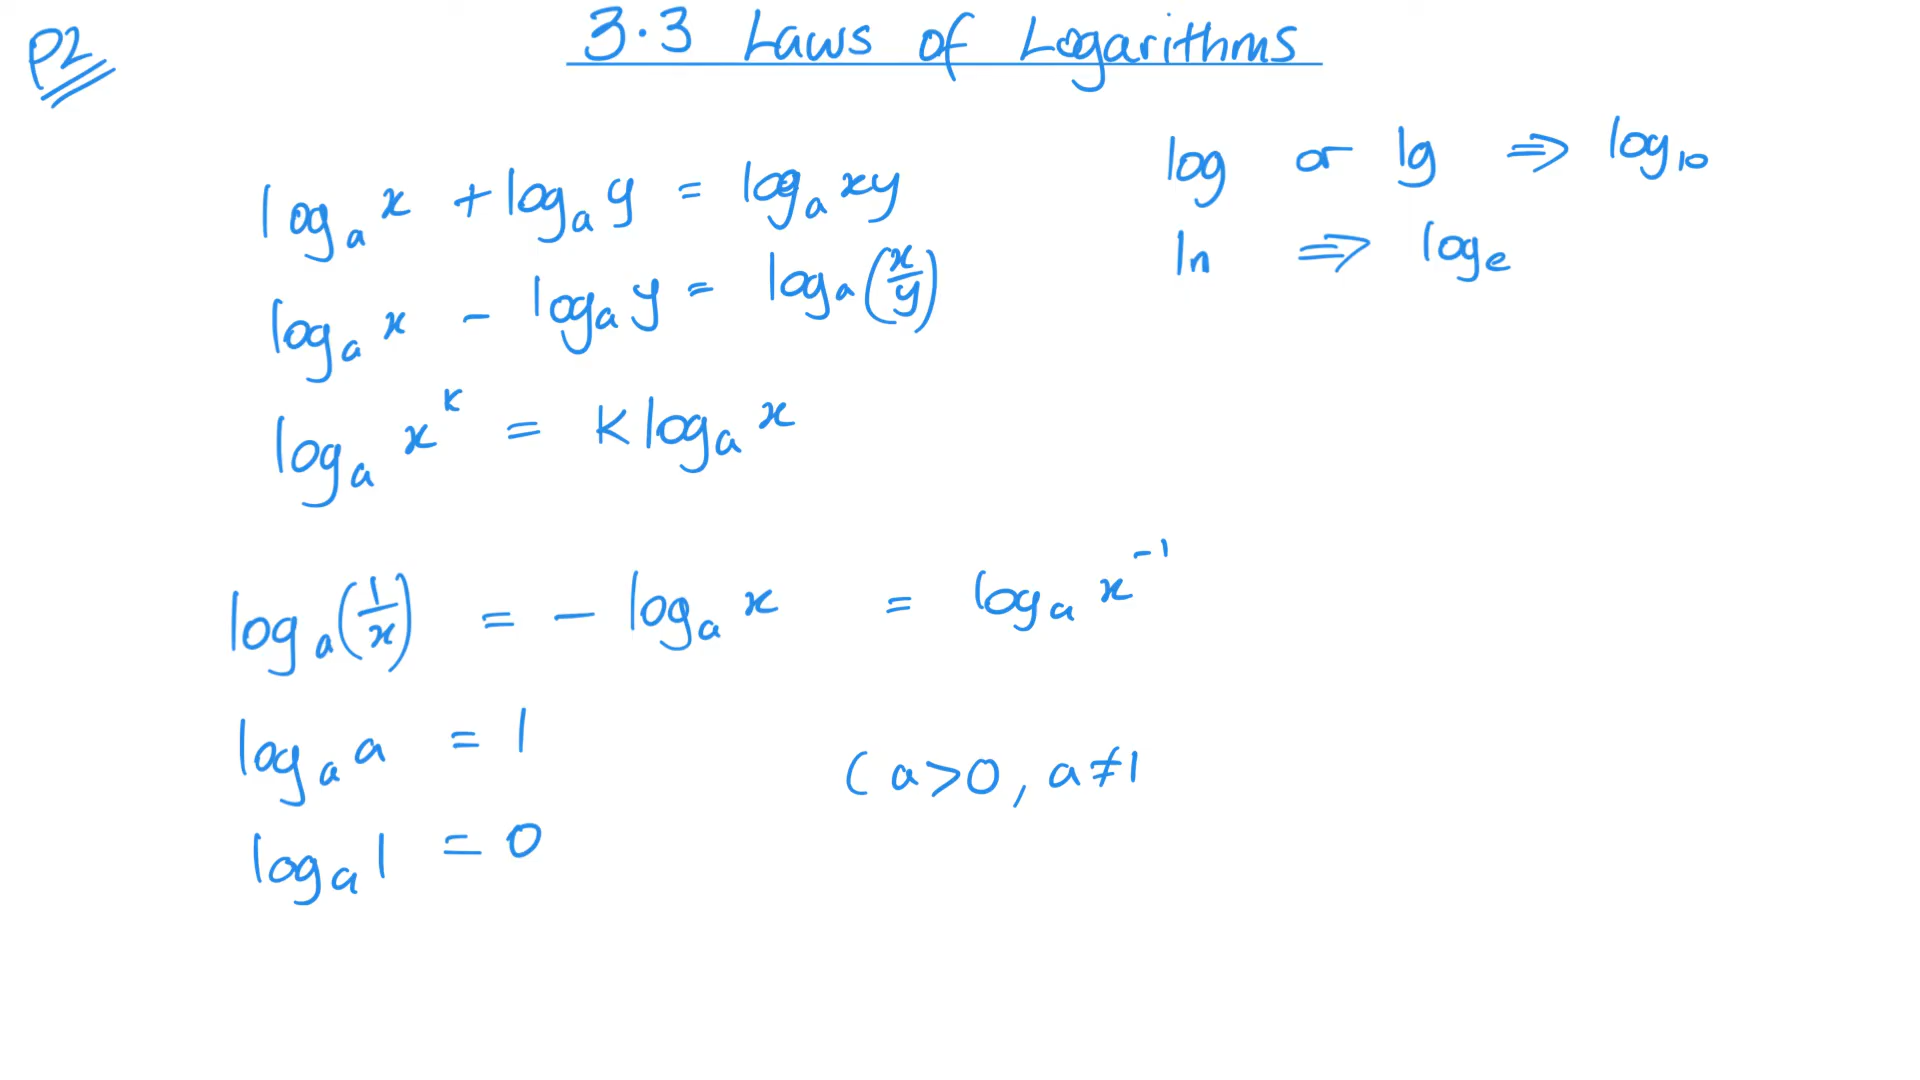 P2
3.3 Laws of Logarithms
logₐ x + logₐ y = logₐ xy
logₐ x - logₐ y = logₐ (x/y)
logₐ xᵏ = k logₐ x
log or lg ⇒ log₁₀
ln ⇒ logₑ
logₐ (1/x) = - logₐ x = logₐ x⁻¹
logₐ a = 1
(a>0, a≠1
logₐ 1 = 0